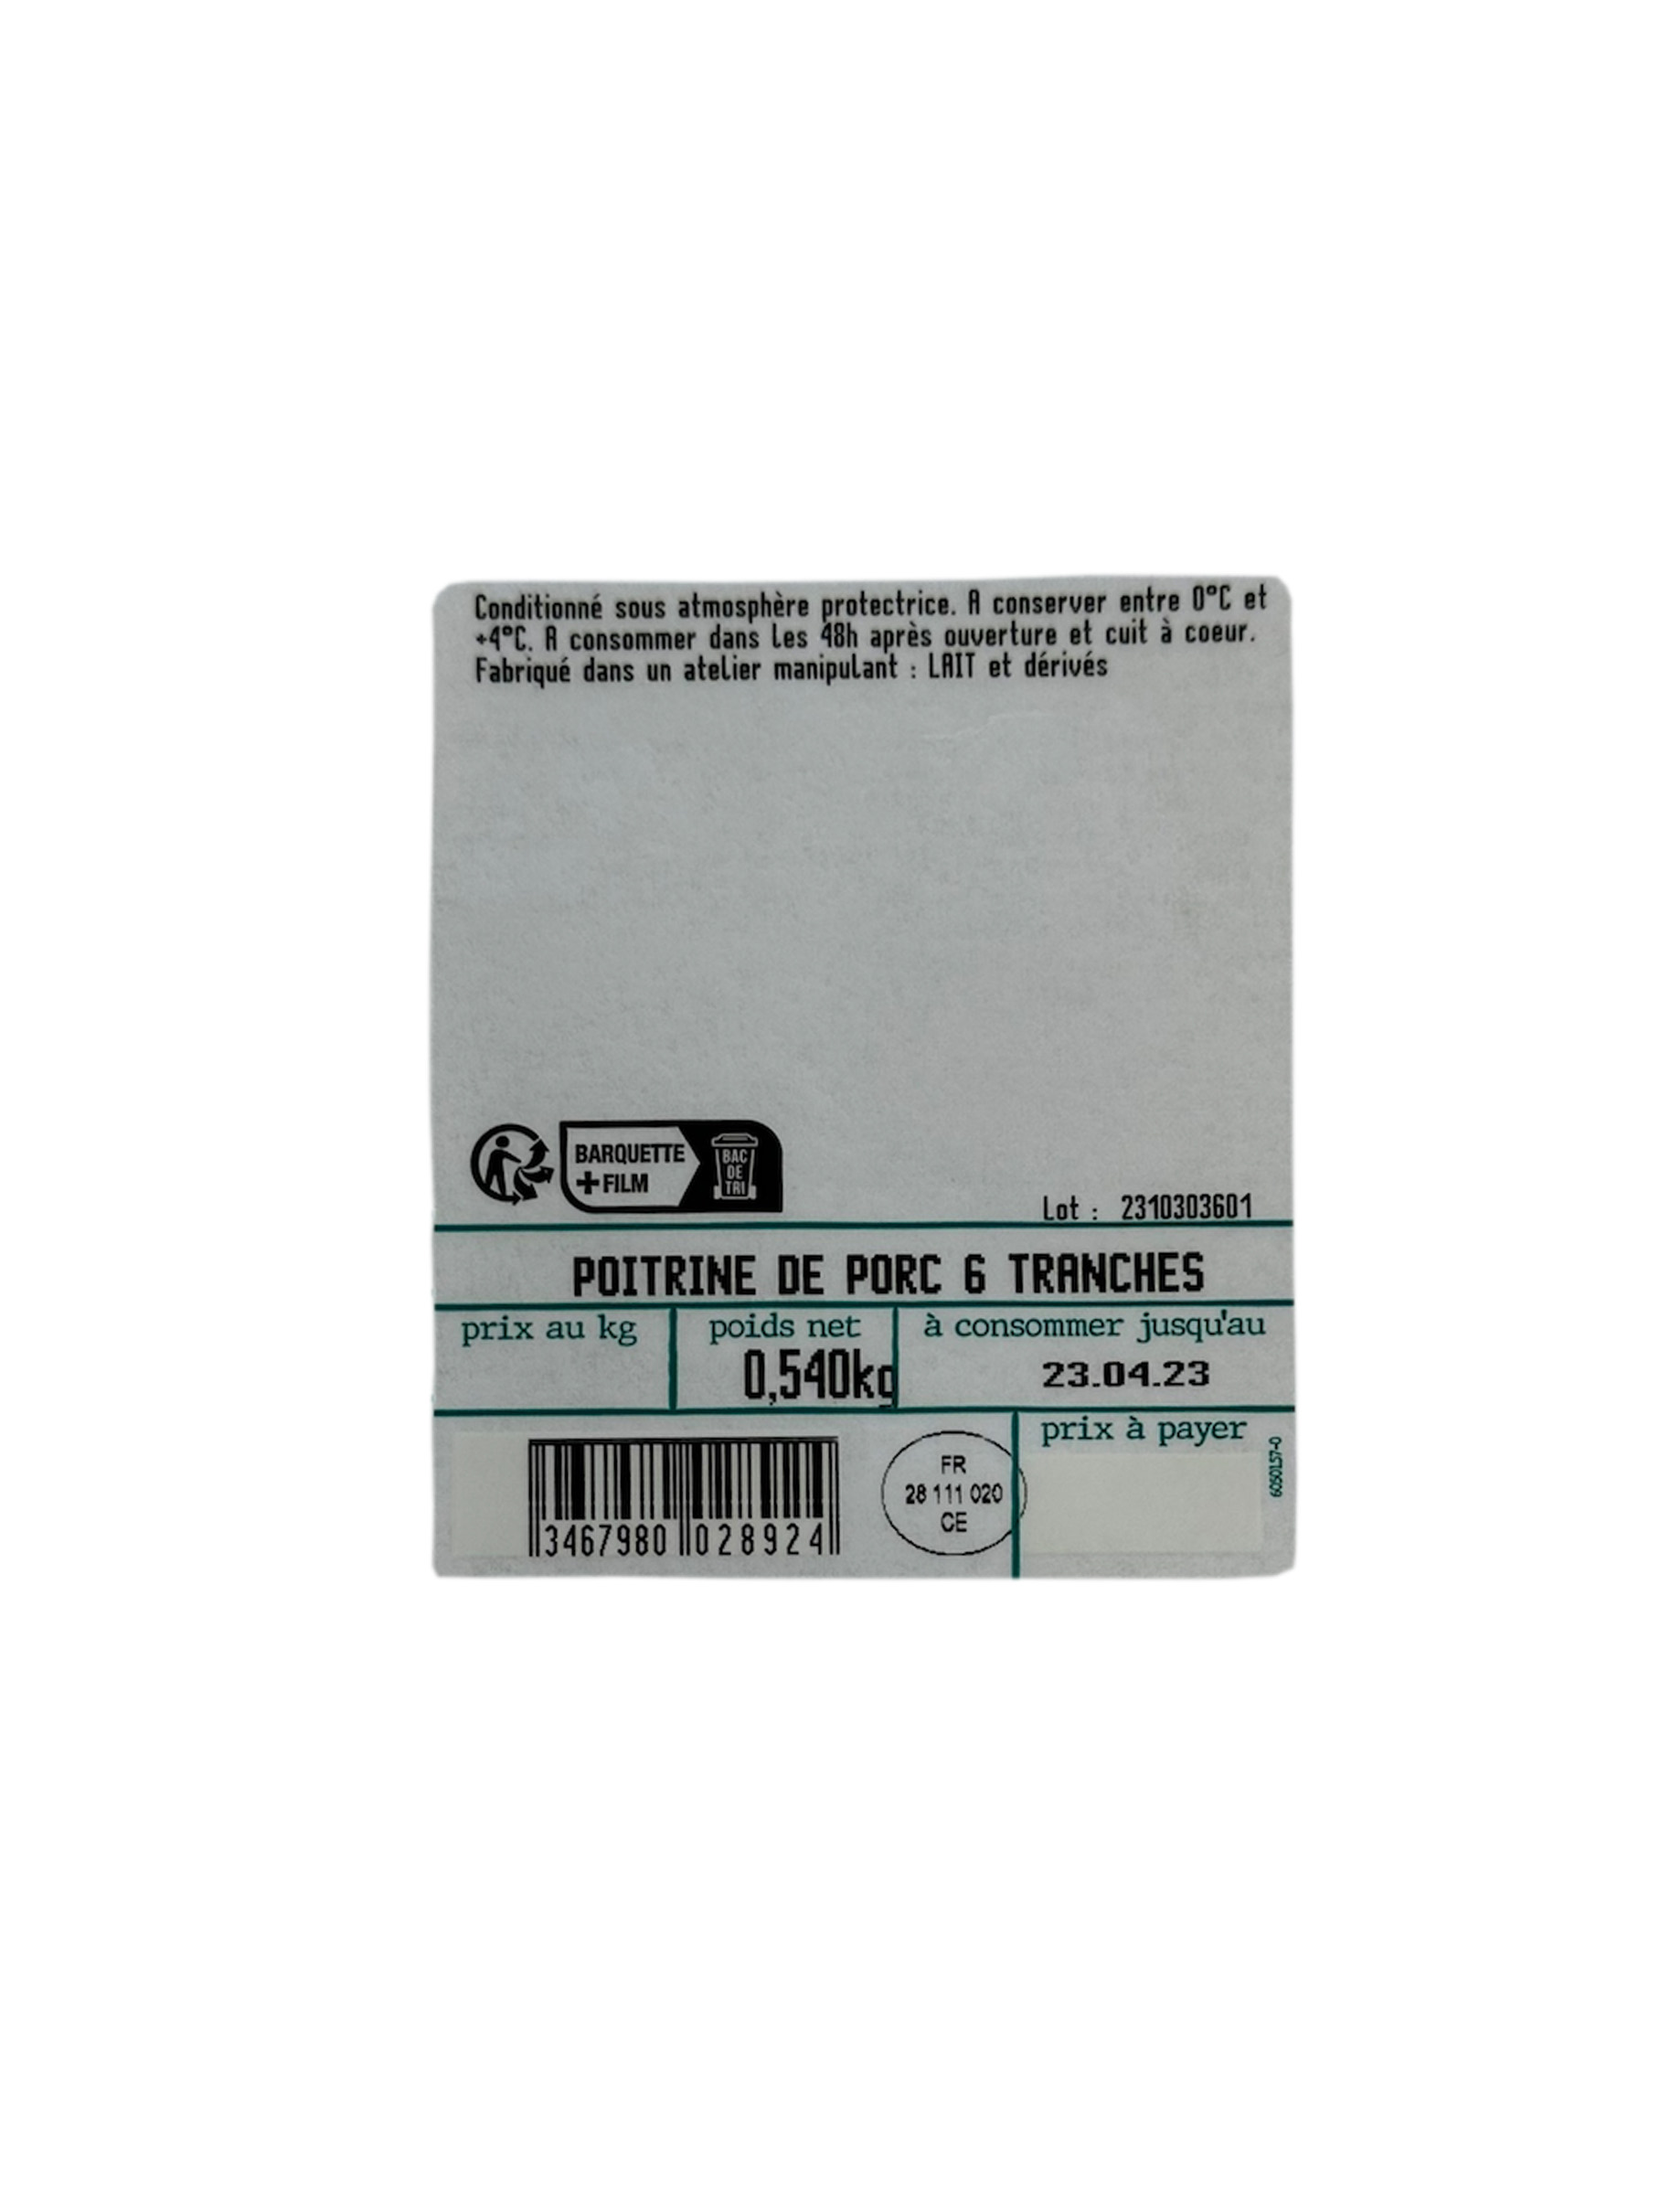 Conditionné sous atmosphère protectrice. A conserver entre 0°C et
+4°C. A consommer dans les 48h après ouverture et cuit à coeur.
Fabriqué dans un atelier manipulant : LAIT et dérivés
BARQUETTE
+FILM
BAC
DE
TRI
Lot : 2310303601
POITRINE DE PORC 6 TRANCHES
prix au kg
poids net
0,540kg
à consommer jusqu'au
23.04.23
3467980 028924
FR
28 111 020
CE
prix à payer
6050157-0